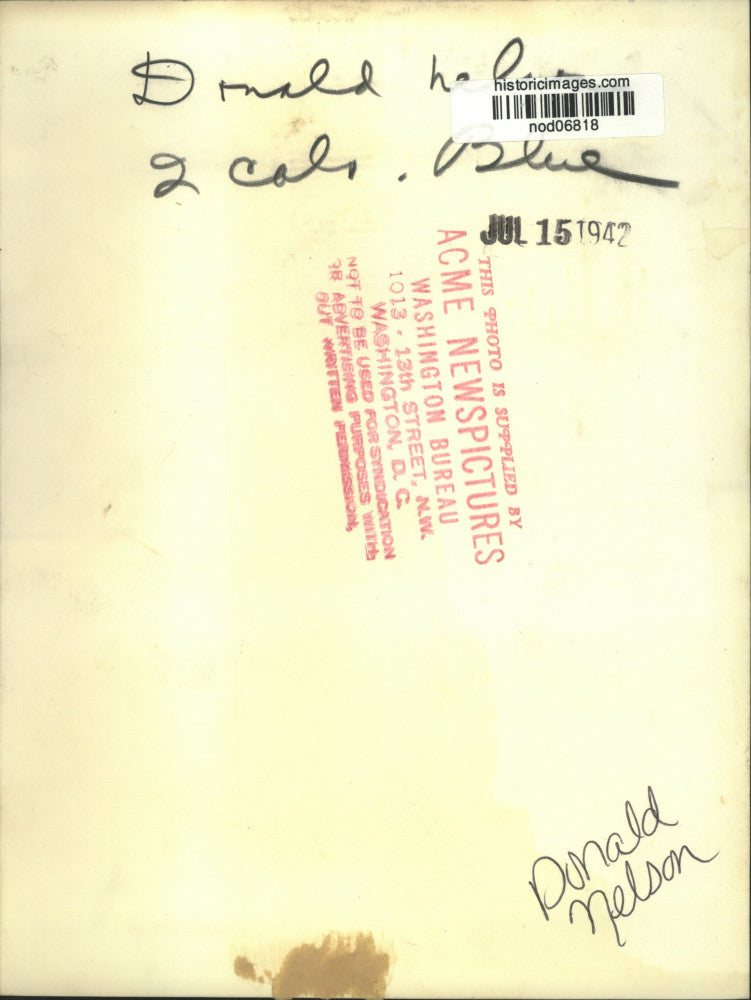 Donald
historicimages.com
nod06818
2 cols. Blue
JUL 15 1942
THIS PHOTO IS SUPPLIED BY
ACME NEWSPICTURES
WASHINGTON BUREAU
1013 - 13th STREET, N.W.
WASHINGTON, D. C.
NOT TO BE USED FOR SYNDICATION
OR ADVERTISING PURPOSES WITH-
OUT WRITTEN PERMISSION.
Donald
Nelson